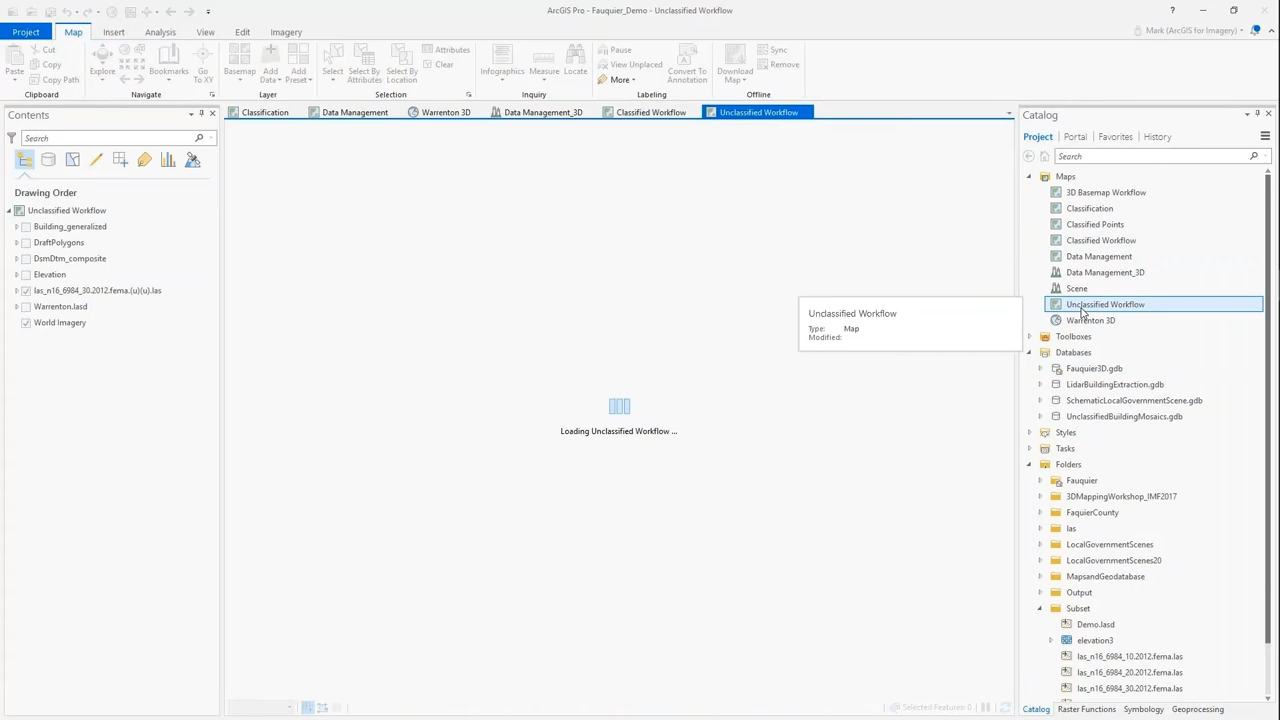 ArcGIS Pro - Fauquier_Demo - Unclassified Workflow
?
Project
Map
Insert
Analysis
View
Edit
Imagery
Mark (ArcGIS for Imagery)
Paste
Cut
Copy
Copy Path
Clipboard
Explore
Bookmarks
Go To XY
Navigate
Basemap
Add Data
Add Preset
Layer
Select
Select By Attributes
Select By Location
Attributes
Clear
Selection
Infographics
Measure
Locate
Inquiry
Pause
View Unplaced
More
Convert To Annotation
Labeling
Download Map
Sync
Remove
Offline
Contents
Search
Drawing Order
Unclassified Workflow
Building_generalized
DraftPolygons
DsmDtm_composite
Elevation
las_n16_6984_30.2012.fema.(u)(u).las
Warrenton.lasd
World Imagery
Classification
Data Management
Warrenton 3D
Data Management_3D
Classified Workflow
Unclassified Workflow
Loading Unclassified Workflow ...
Unclassified Workflow
Type: Map
Modified:
Selected Features: 0
Catalog
Project
Portal
Favorites
History
Search
Maps
3D Basemap Workflow
Classification
Classified Points
Classified Workflow
Data Management
Data Management_3D
Scene
Unclassified Workflow
Warrenton 3D
Toolboxes
Databases
Fauquier3D.gdb
LidarBuildingExtraction.gdb
SchematicLocalGovernmentScene.gdb
UnclassifiedBuildingMosaics.gdb
Styles
Tasks
Folders
Fauquier
3DMappingWorkshop_IMF2017
FaquierCounty
las
LocalGovernmentScenes
LocalGovernmentScenes20
MapsandGeodatabase
Output
Subset
Demo.lasd
elevation3
las_n16_6984_10.2012.fema.las
las_n16_6984_20.2012.fema.las
las_n16_6984_30.2012.fema.las
Catalog
Raster Functions
Symbology
Geoprocessing